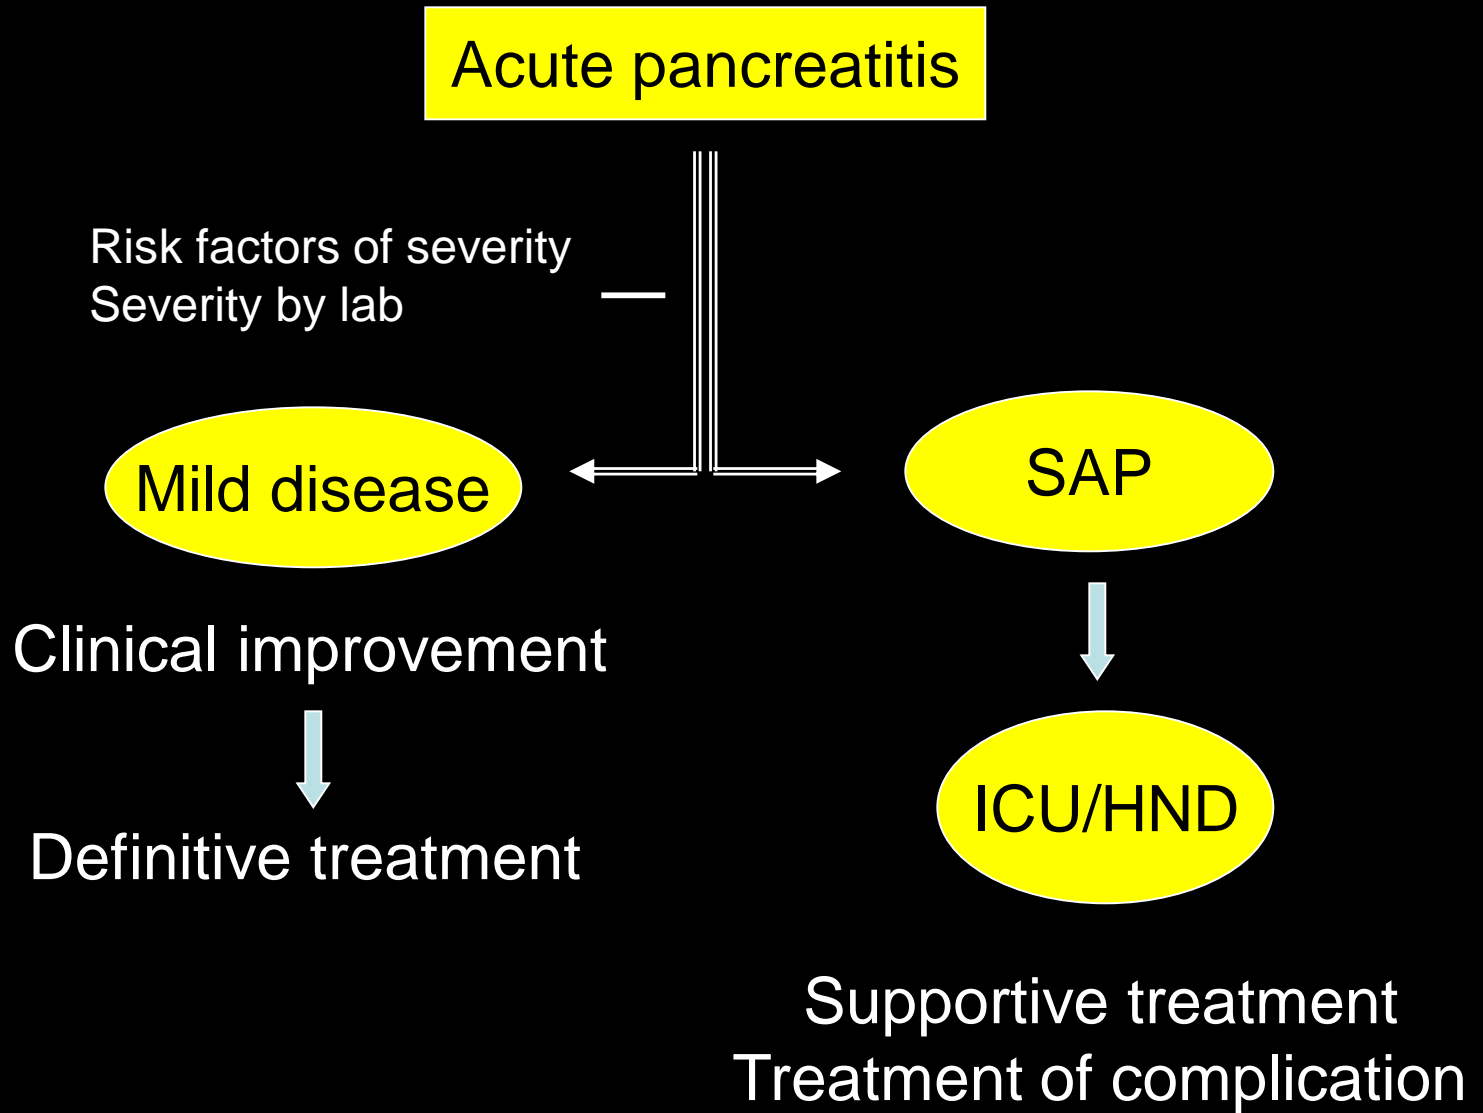 Acute pancreatitis
Risk factors of severity
Severity by lab
Mild disease
SAP
Clinical improvement
Definitive treatment
ICU/HND
Supportive treatment
Treatment of complication